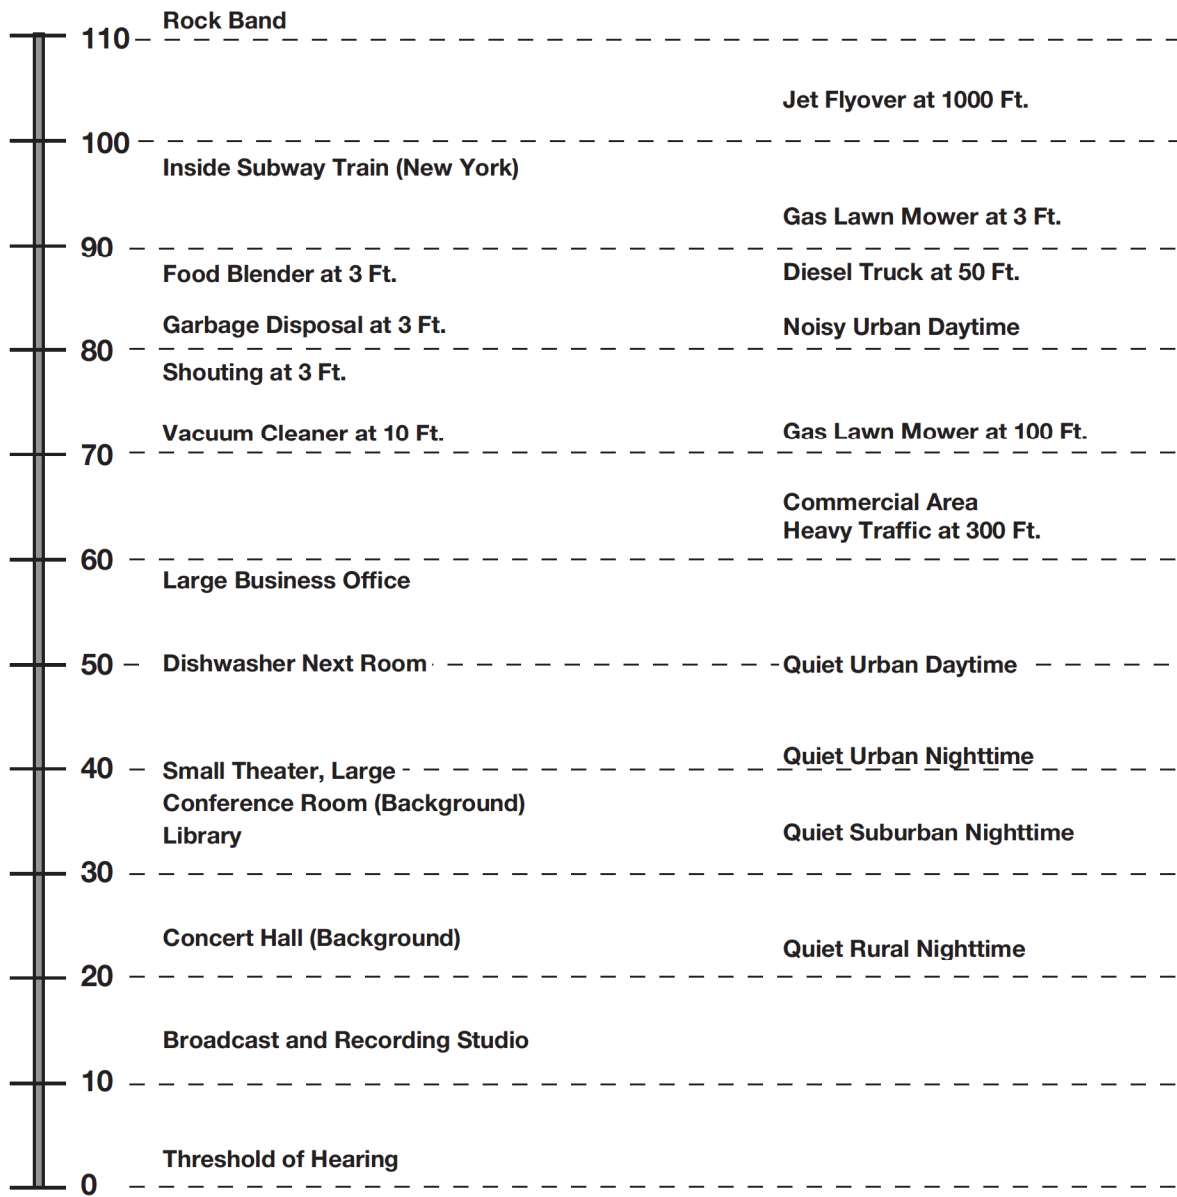 Rock Band
110
Jet Flyover at 1000 Ft.
100
Inside Subway Train (New York)
Gas Lawn Mower at 3 Ft.
90
Food Blender at 3 Ft.
Diesel Truck at 50 Ft.
Garbage Disposal at 3 Ft.
Noisy Urban Daytime
80
Shouting at 3 Ft.
Vacuum Cleaner at 10 Ft.
Gas Lawn Mower at 100 Ft.
70
Commercial Area
Heavy Traffic at 300 Ft.
60
Large Business Office
50
Dishwasher Next Room
Quiet Urban Daytime
Quiet Urban Nighttime
40
Small Theater, Large
Conference Room (Background)
Library
Quiet Suburban Nighttime
30
Concert Hall (Background)
Quiet Rural Nighttime
20
Broadcast and Recording Studio
10
Threshold of Hearing
0